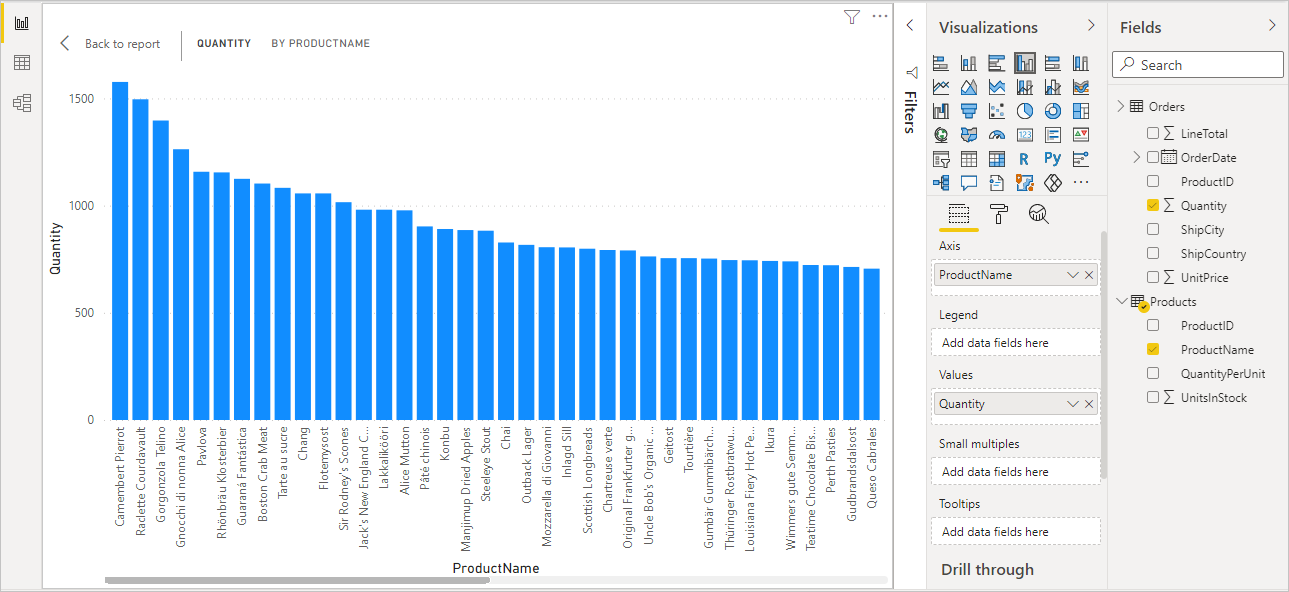 Back to report
QUANTITY
BY PRODUCTNAME
Quantity
1500
1000
500
0
Camembert Pierrot
Raclette Courdavault
Gorgonzola Telino
Gnocchi di nonna Alice
Pavlova
Rhönbräu Klosterbier
Guaraná Fantástica
Boston Crab Meat
Tarte au sucre
Chang
Flotemysost
Sir Rodney's Scones
Jack's New England C...
Lakkalikööri
Alice Mutton
Pâté chinois
Konbu
Manjimup Dried Apples
Steeleye Stout
Chai
Outback Lager
Mozzarella di Giovanni
Inlagd Sill
Scottish Longbreads
Chartreuse verte
Original Frankfurter g...
Uncle Bob's Organic ...
Geitost
Tourtière
Gumbär Gummibärch...
Thüringer Rostbratwu...
Louisiana Fiery Hot Pe...
Ikura
Wimmers gute Semm...
Teatime Chocolate Bis...
Perth Pasties
Gudbrandsdalsost
Queso Cabrales
ProductName
Filters
Visualizations
123
R
Py
Axis
ProductName
Legend
Add data fields here
Values
Quantity
Small multiples
Add data fields here
Tooltips
Add data fields here
Drill through
Fields
Search
Orders
LineTotal
OrderDate
ProductID
Quantity
ShipCity
ShipCountry
UnitPrice
Products
ProductID
ProductName
QuantityPerUnit
UnitsInStock